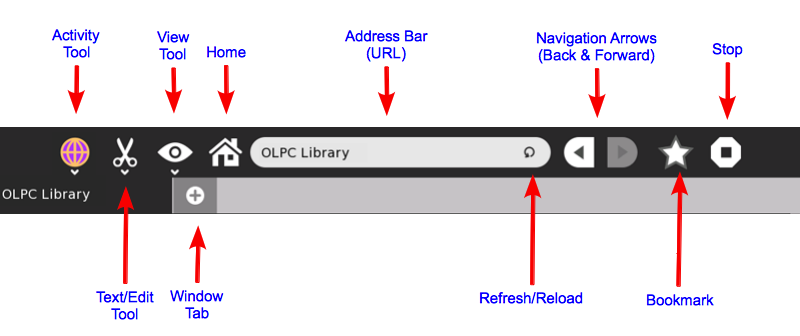 Activity
Tool
View
Tool
Home
Address Bar
(URL)
Navigation Arrows
(Back & Forward)
Stop
OLPC Library
OLPC Library
Text/Edit
Tool
Window
Tab
Refresh/Reload
Bookmark